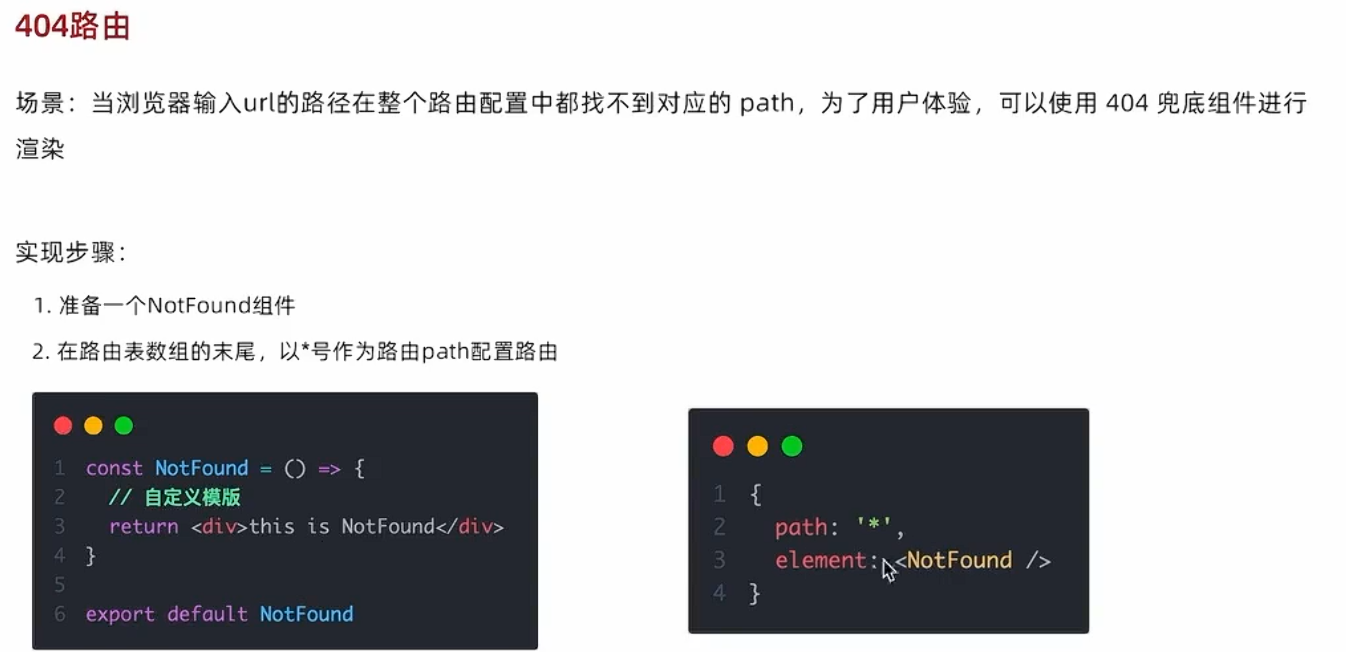 404路由
场景：当浏览器输入url的路径在整个路由配置中都找不到对应的 path，为了用户体验，可以使用 404 兜底组件进行
渲染
实现步骤：
1. 准备一个NotFound组件
2. 在路由表数组的末尾，以*号作为路由path配置路由
1 const NotFound = () => {
2 // 自定义模版
3 return <div>this is NotFound</div>
4 }
5
6 export default NotFound
1 {
2 path: '*',
3 element: <NotFound />
4 }